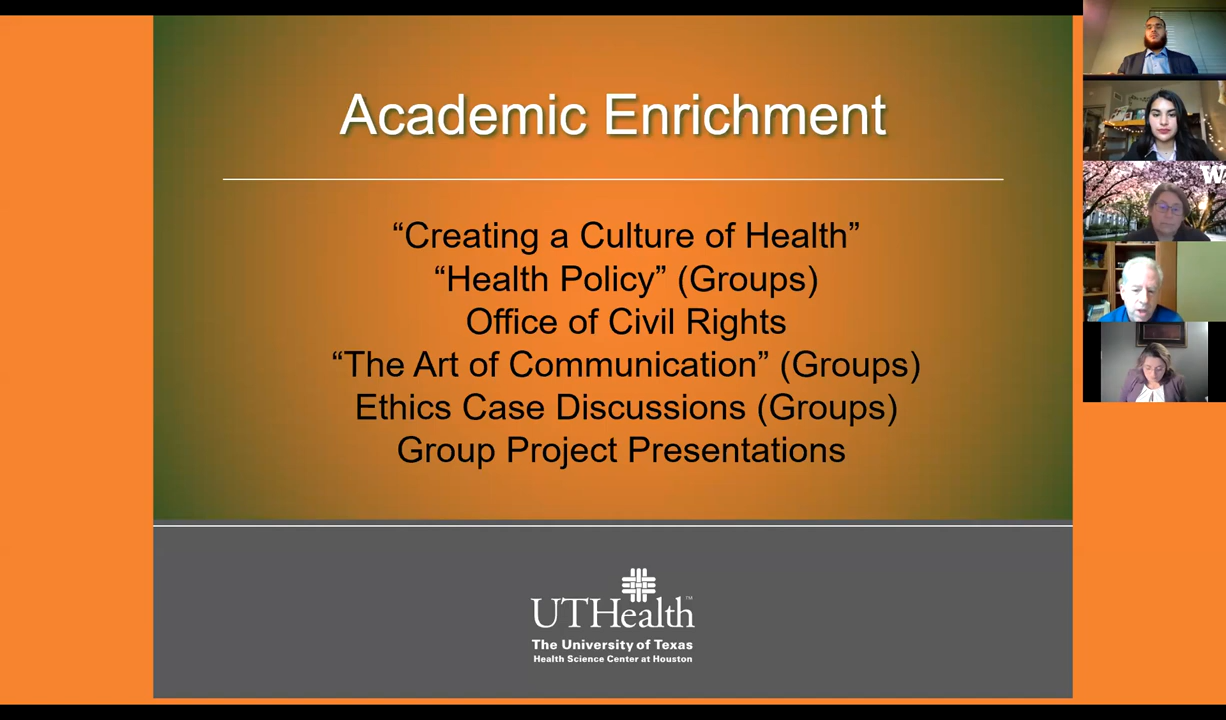 Academic Enrichment
“Creating a Culture of Health”
“Health Policy” (Groups)
Office of Civil Rights
“The Art of Communication” (Groups)
Ethics Case Discussions (Groups)
Group Project Presentations
UTHealth™
The University of Texas
Health Science Center at Houston
W